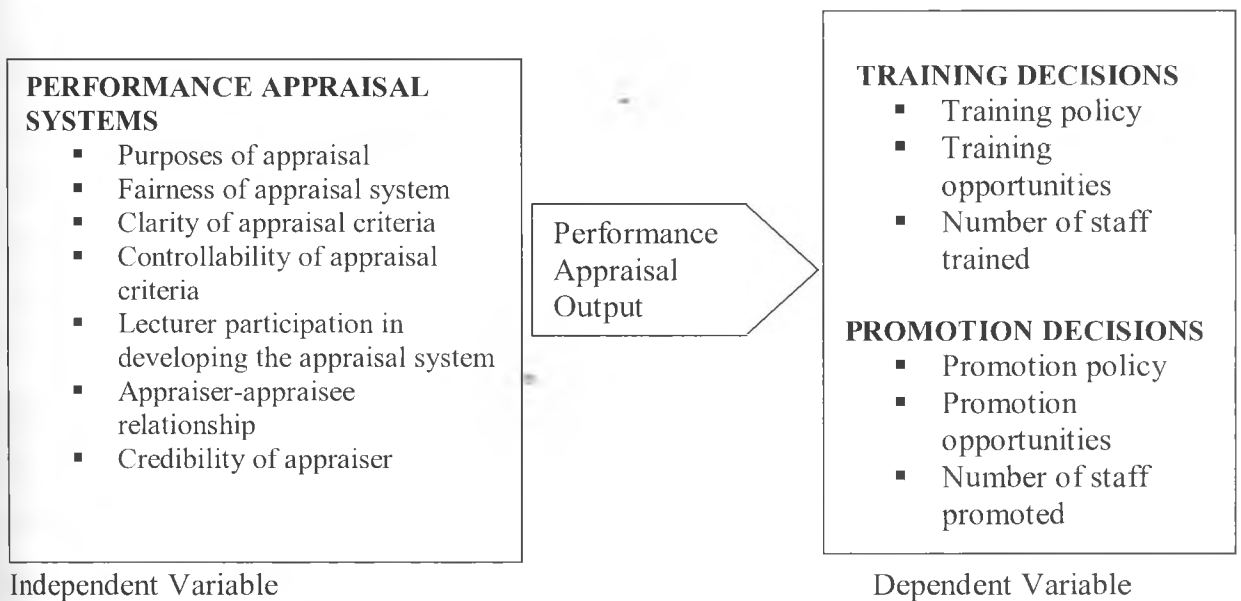 PERFORMANCE APPRAISAL
SYSTEMS
▪ Purposes of appraisal
▪ Fairness of appraisal system
▪ Clarity of appraisal criteria
▪ Controllability of appraisal
criteria
▪ Lecturer participation in
developing the appraisal system
▪ Appraiser-appraisee
relationship
▪ Credibility of appraiser
Independent Variable
Performance
Appraisal
Output
TRAINING DECISIONS
▪ Training policy
▪ Training
opportunities
▪ Number of staff
trained
PROMOTION DECISIONS
▪ Promotion policy
▪ Promotion
opportunities
▪ Number of staff
promoted
Dependent Variable